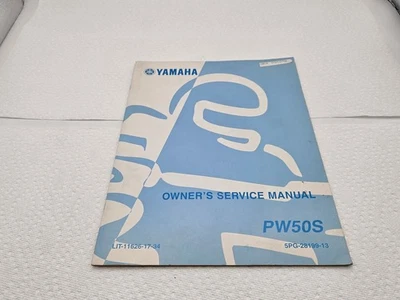 YAMAHA
OWNER'S SERVICE MANUAL
PW50S
LIT-11626-17-04
5PG-28199-13